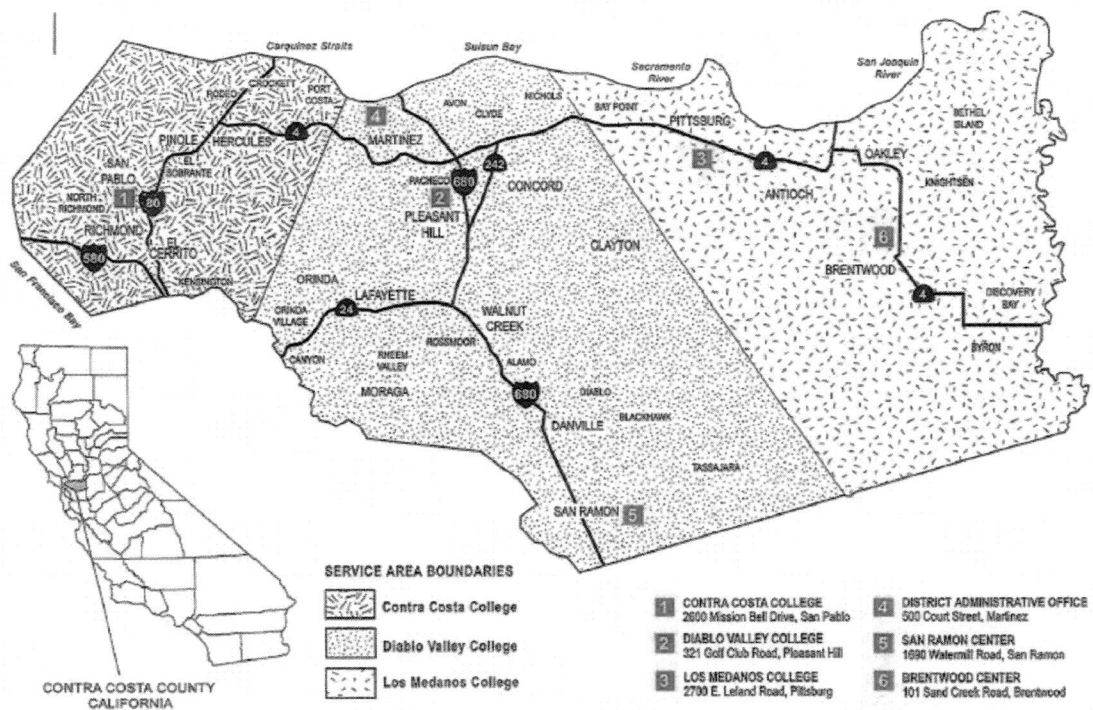 Carquinez Straits
Suisun Bay
Sacramento
River
San Joaquin
River
CROCKETT
RODEO
PORT
COSTA
AVON
CLYDE
NICHOLS
BAY POINT
PITTSBURG
BETHEL
ISLAND
4
MARTINEZ
PINOLE
HERCULES
4
EL
SOBRANTE
SAN
PABLO
1
80
NORTH
RICHMOND
RICHMOND
EL
CERRITO
580
KENSINGTON
San Francisco Bay
242
PACHECO
680
2
PLEASANT
HILL
CONCORD
CLAYTON
3
4
OAKLEY
ANTIOCH
KNIGHTSEN
6
BRENTWOOD
4
DISCOVERY
BAY
BYRON
ORINDA
24
LAFAYETTE
ORINDA
VILLAGE
WALNUT
CREEK
CANYON
RHEEM
VALLEY
ROSSMOOR
ALAMO
MORAGA
680
DIABLO
BLACKHAWK
DANVILLE
TASSAJARA
SAN RAMON
5
CONTRA COSTA COUNTY
CALIFORNIA
SERVICE AREA BOUNDARIES
Contra Costa College
Diablo Valley College
Los Medanos College
1 CONTRA COSTA COLLEGE
2600 Mission Bell Drive, San Pablo
2 DIABLO VALLEY COLLEGE
321 Golf Club Road, Pleasant Hill
3 LOS MEDANOS COLLEGE
2700 E. Leland Road, Pittsburg
4 DISTRICT ADMINISTRATIVE OFFICE
500 Court Street, Martinez
5 SAN RAMON CENTER
1690 Watermill Road, San Ramon
6 BRENTWOOD CENTER
101 Sand Creek Road, Brentwood